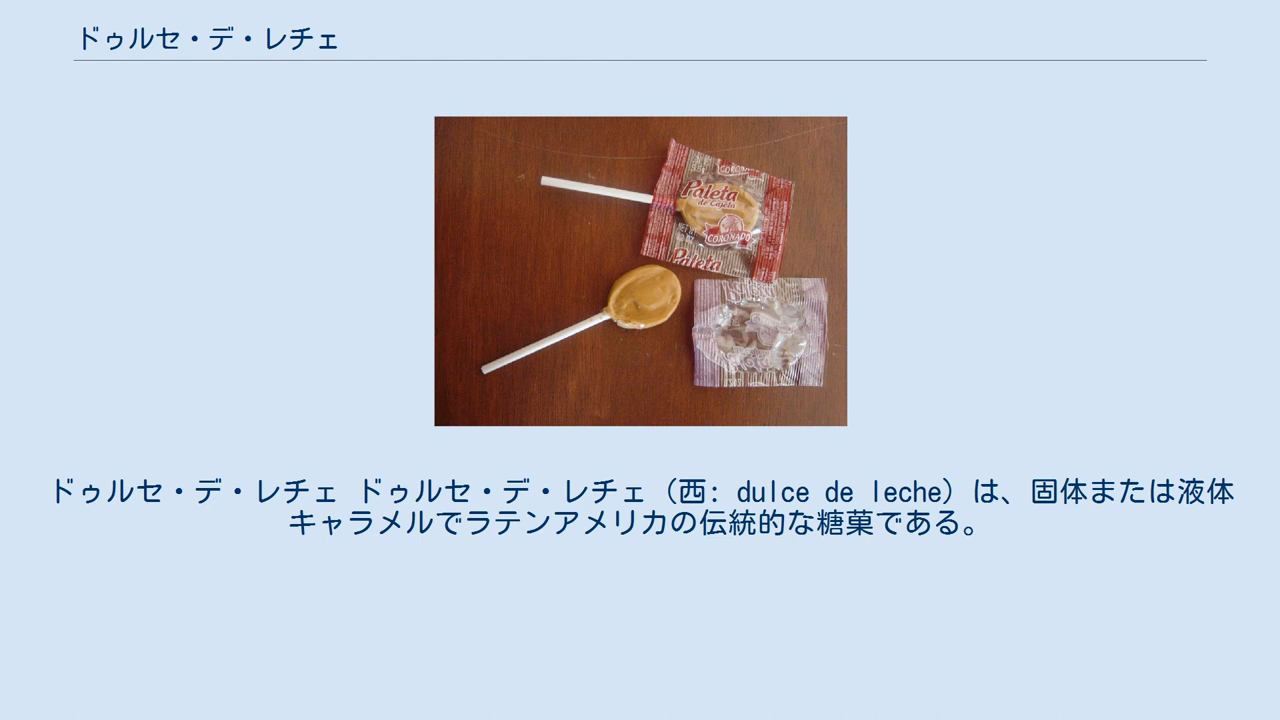 ドゥルセ・デ・レチェ
CORONADO
Paleta
de Cajeta
CORONADO
Paleta
ドゥルセ・デ・レチェ ドゥルセ・デ・レチェ（西: dulce de leche）は、固体または液体
キャラメルでラテンアメリカの伝統的な糖菓である。